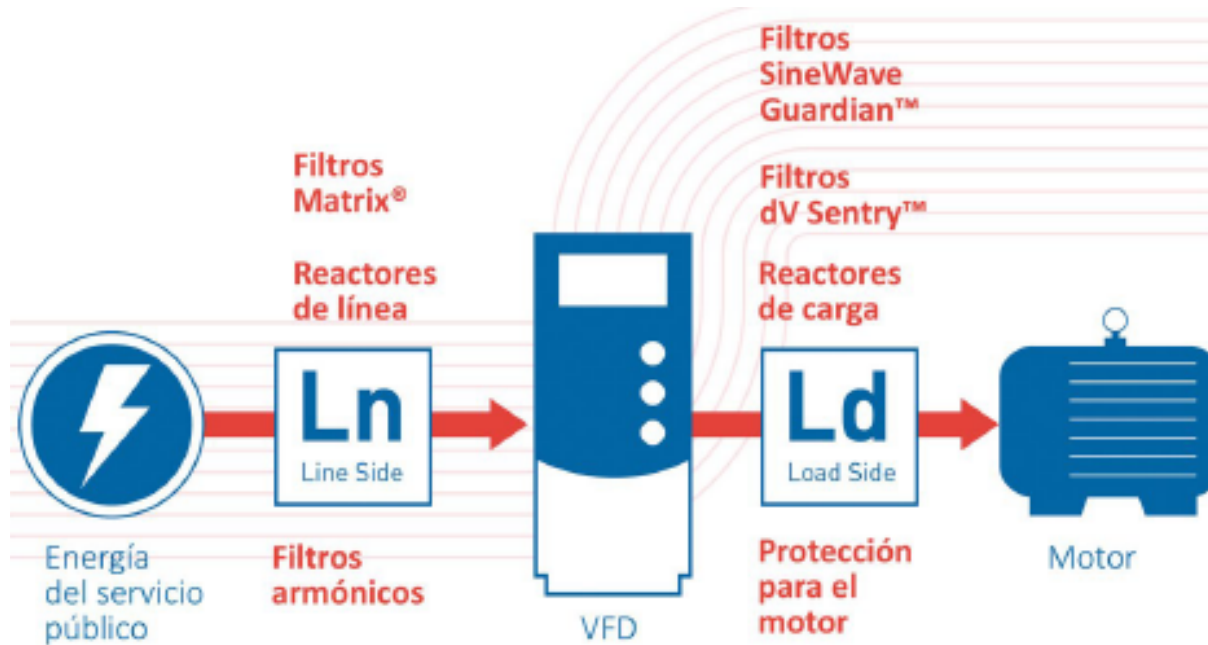 Filtros
SineWave
Guardian™
Filtros
Matrix®
Filtros
dV Sentry™
Reactores
de línea
Reactores
de carga
Ln
Line Side
Ld
Load Side
Energía
del servicio
público
Filtros
armónicos
VFD
Protección
para el
motor
Motor